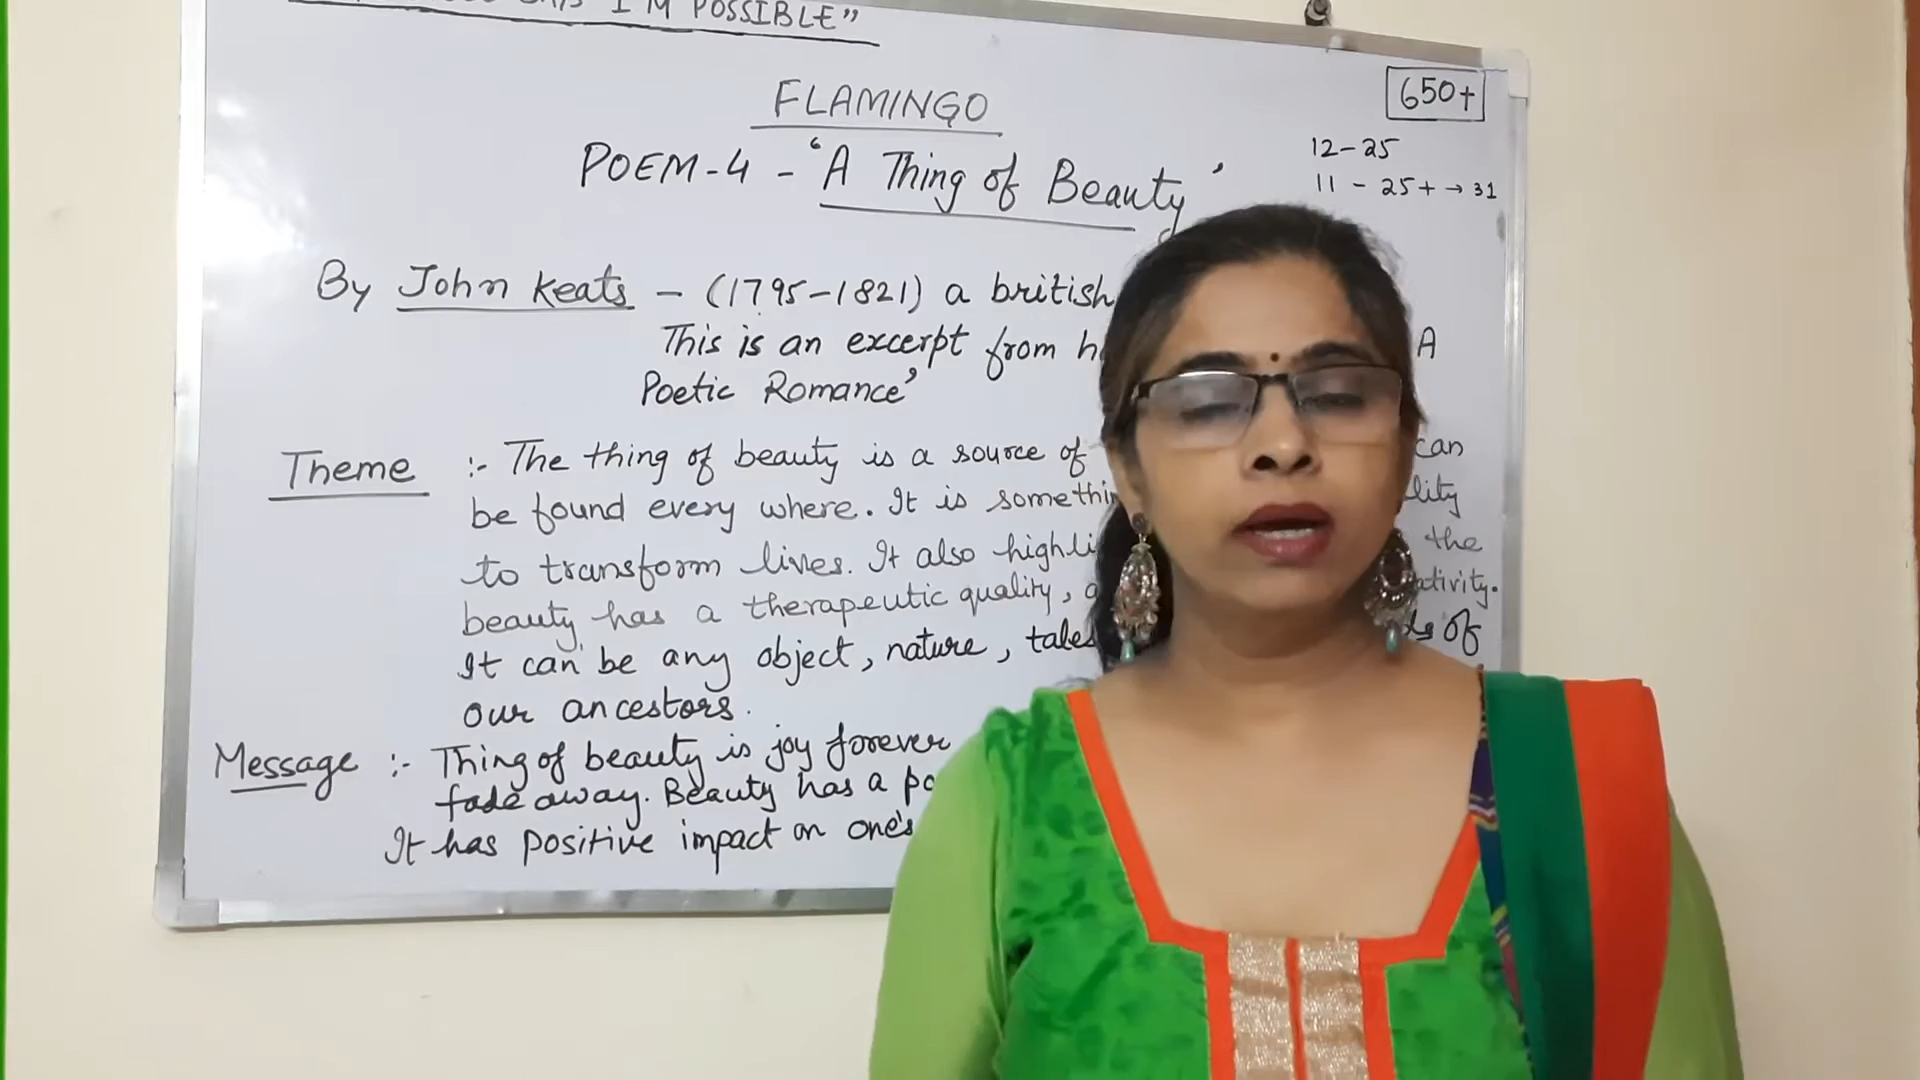 I'M POSSIBLE"
FLAMINGO
650+
12-25
11 - 25+ → 31
POEM-4 - 'A Thing of Beauty'
By John Keats - (1795-1821) a british
This is an excerpt from A
Poetic Romance'
Theme :- The thing of beauty is a source of can
be found every where. It is
to transform lives. It also the
beauty has a therapeutic quality,
It can be any object, nature, tales of
our ancestors.
Message :- Thing of beauty is joy forever
fade away. Beauty has a
It has positive impact on one's